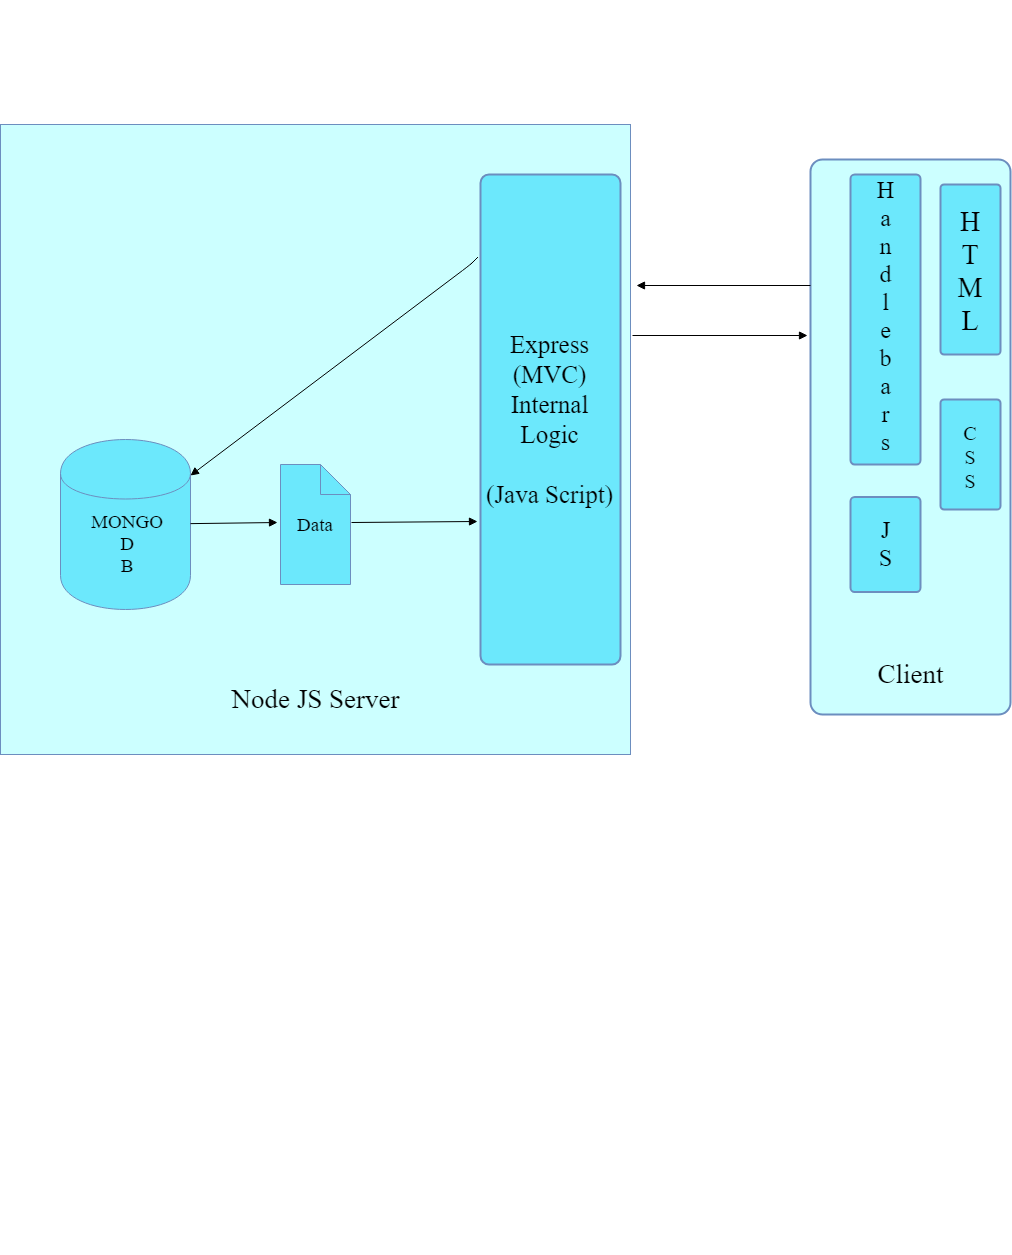 Express
(MVC)
Internal
Logic
(Java Script)
MONGO
D
B
Data
Node JS Server
H
a
n
d
l
e
b
a
r
s
H
T
M
L
C
S
S
J
S
Client